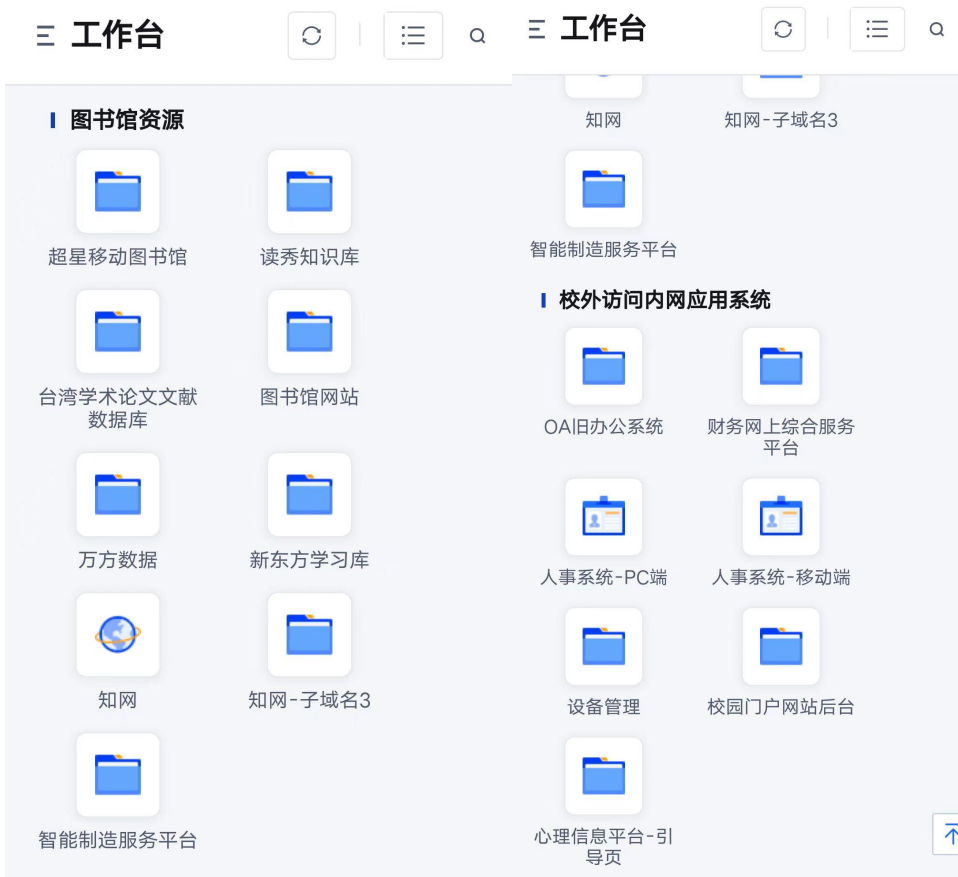 工作台
图书馆资源
超星移动图书馆
读秀知识库
台湾学术论文文献
数据库
图书馆网站
万方数据
新东方学习库
知网
知网-子域名3
智能制造服务平台
工作台
知网
知网-子域名3
智能制造服务平台
校外访问内网应用系统
OA旧办公系统
财务网上综合服务
平台
人事系统-PC端
人事系统-移动端
设备管理
校园门户网站后台
心理信息平台-引
导页